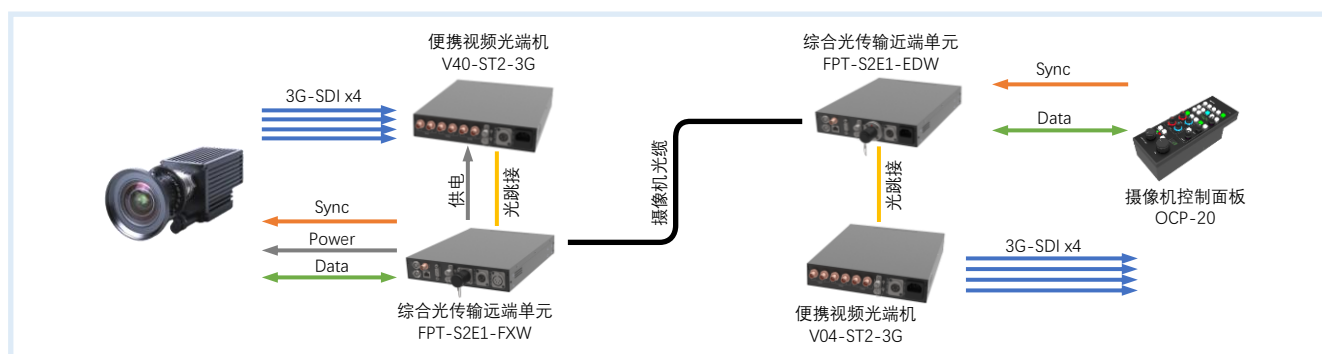 便携视频光端机
V40-ST2-3G
3G-SDI x4
供电
光跳接
Sync
Power
Data
综合光传输远端单元
FPT-S2E1-FXW
摄像机光缆
综合光传输近端单元
FPT-S2E1-EDW
Sync
Data
光跳接
摄像机控制面板
OCP-20
3G-SDI x4
便携视频光端机
V04-ST2-3G